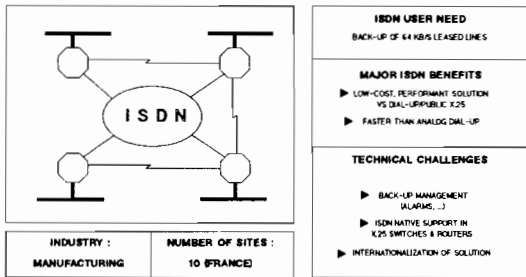 ISDN
INDUSTRY :
MANUFACTURING
NUMBER OF SITES :
10 (FRANCE)
ISDN USER NEED
BACK-UP OF 64 KB/S LEASED LINES
MAJOR ISDN BENEFITS
▶ LOW-COST, PERFORMANT SOLUTION
VS DIAL-UP/PUBLIC X.25
▶ FASTER THAN ANALOG DIAL-UP
TECHNICAL CHALLENGES
▶ BACK-UP MANAGEMENT
(ALARMS, ...)
▶ ISDN NATIVE SUPPORT IN
X.25 SWITCHES & ROUTERS
▶ INTERNATIONALIZATION OF SOLUTION